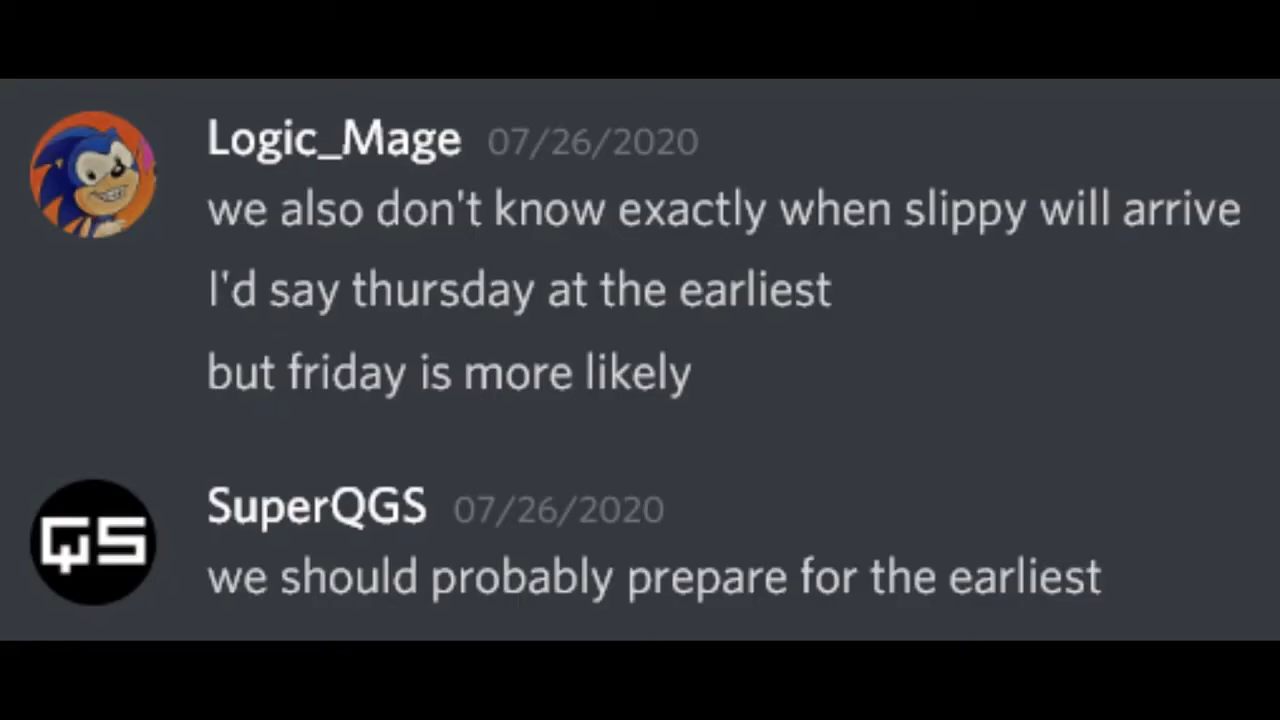 Logic_Mage 07/26/2020
we also don't know exactly when slippy will arrive
I'd say thursday at the earliest
but friday is more likely
QS
SuperQGS 07/26/2020
we should probably prepare for the earliest